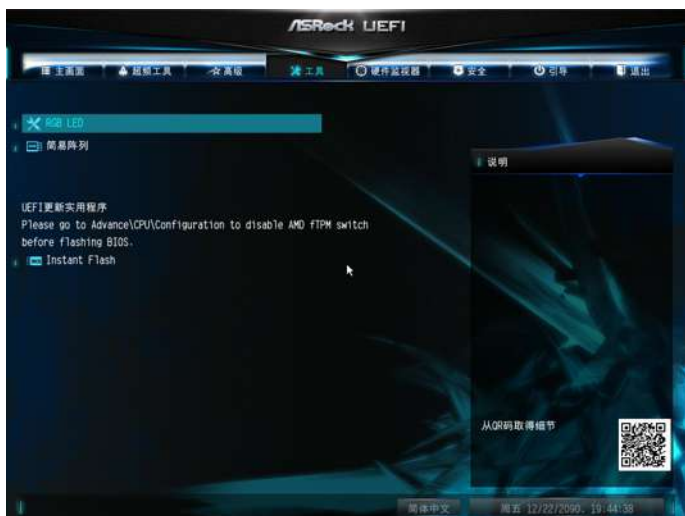 ASRock UEFI
主画面 超频工具 高级 工具 硬件监视器 安全 引导 退出
RGB LED
简易阵列
说明
UEFI更新实用程序
Please go to Advance\CPU\Configuration to disable AMD fTPM switch
before flashing BIOS.
Instant Flash
从QR码取得细节
简体中文 周五 12/22/2090. 19:44:38